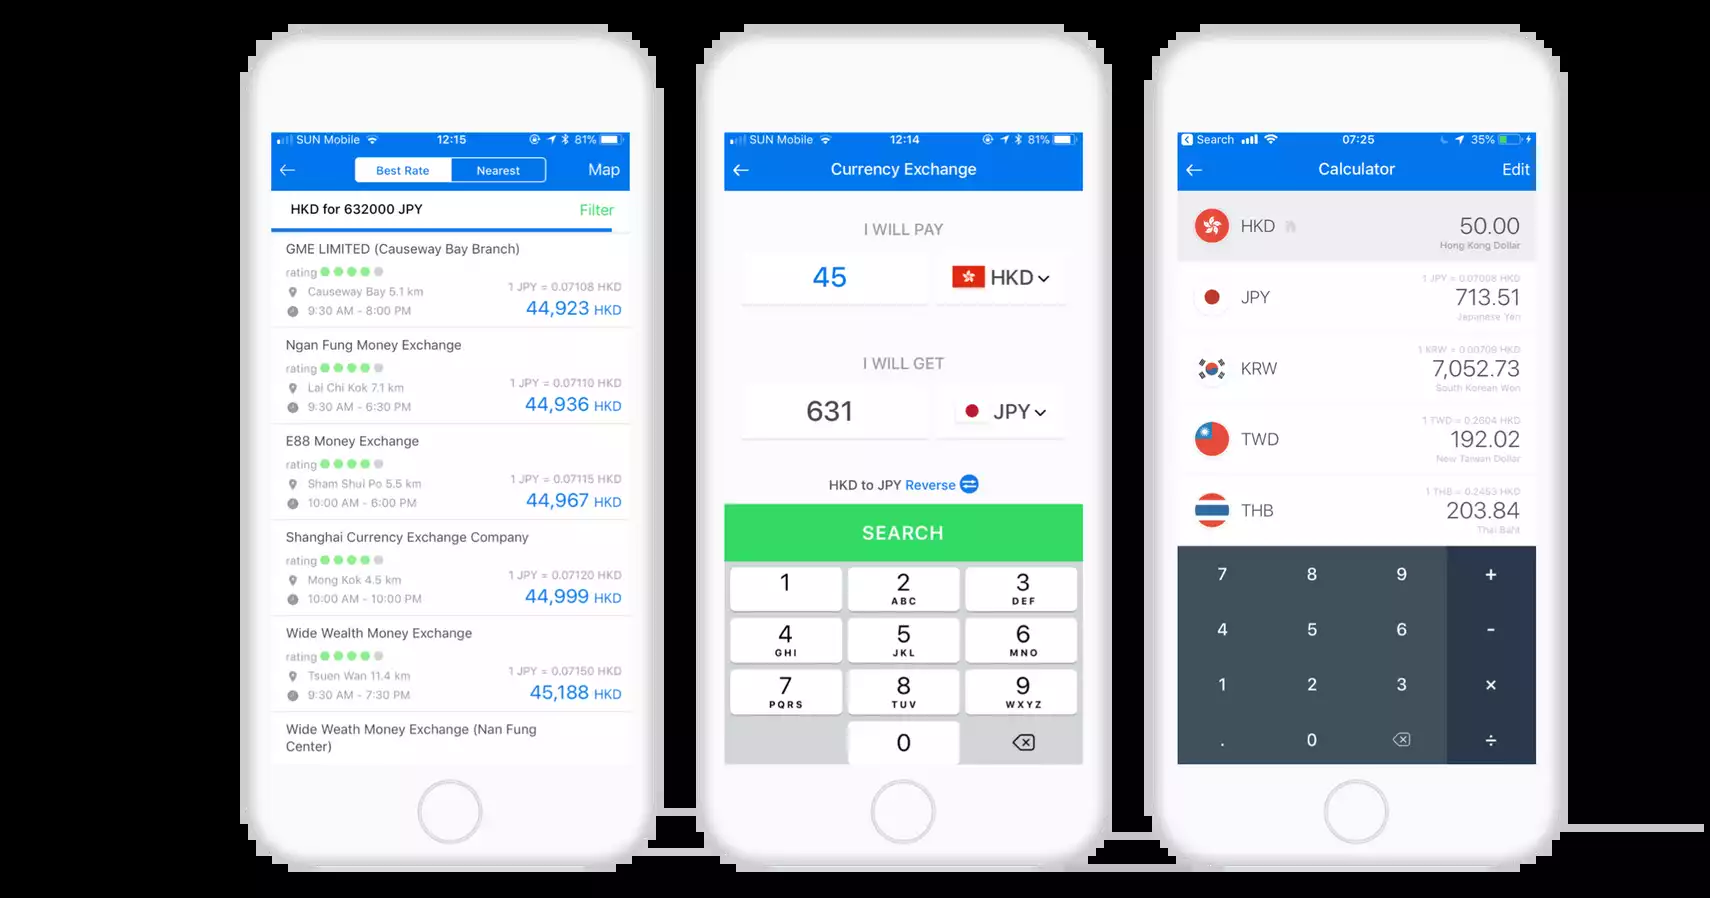 SUN Mobile 12:15 81%
Best Rate Nearest Map
HKD for 632000 JPY Filter
GME LIMITED (Causeway Bay Branch)
rating
Causeway Bay 5.1 km 1 JPY = 0.07108 HKD
9:30 AM - 8:00 PM 44,923 HKD
Ngan Fung Money Exchange
rating
Lai Chi Kok 7.1 km 1 JPY = 0.07110 HKD
9:30 AM - 6:30 PM 44,936 HKD
E88 Money Exchange
rating
Sham Shui Po 5.5 km 1 JPY = 0.07115 HKD
10:00 AM - 6:00 PM 44,967 HKD
Shanghai Currency Exchange Company
rating
Mong Kok 4.5 km 1 JPY = 0.07120 HKD
10:00 AM - 10:00 PM 44,999 HKD
Wide Wealth Money Exchange
rating
Tsuen Wan 11.4 km 1 JPY = 0.07150 HKD
9:30 AM - 7:30 PM 45,188 HKD
Wide Weath Money Exchange (Nan Fung
Center)
SUN Mobile 12:14 81%
Currency Exchange
I WILL PAY
45 HKD
I WILL GET
631 JPY
HKD to JPY Reverse
SEARCH
1 2 3
ABC DEF
4 5 6
GHI JKL MNO
7 8 9
PQRS TUV WXYZ
0
Search 07:25 35%
Calculator Edit
HKD 50.00
Hong Kong Dollar
1 JPY = 0.07008 HKD
JPY 713.51
Japanese Yen
1 KRW = 0.00709 HKD
KRW 7,052.73
South Korean Won
1 TWD = 0.2604 HKD
TWD 192.02
New Taiwan Dollar
1 THB = 0.2453 HKD
THB 203.84
Thai Baht
7 8 9 +
4 5 6 -
1 2 3 ×
. 0 ÷